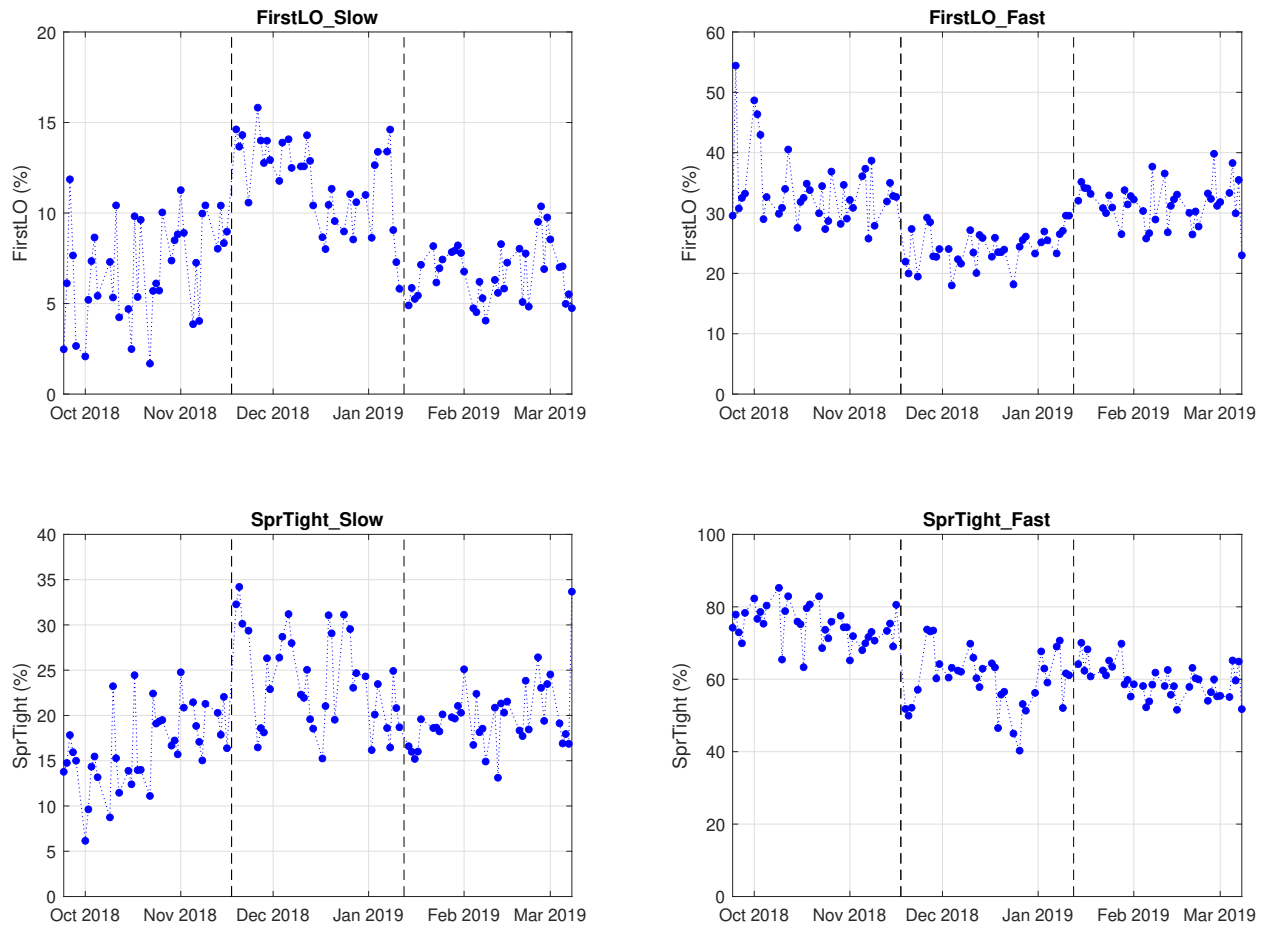 FirstLO_Slow
FirstLO (%)
20
15
10
5
0
Oct 2018 Nov 2018 Dec 2018 Jan 2019 Feb 2019 Mar 2019
FirstLO_Fast
FirstLO (%)
60
50
40
30
20
10
0
Oct 2018 Nov 2018 Dec 2018 Jan 2019 Feb 2019 Mar 2019
SprTight_Slow
SprTight (%)
40
35
30
25
20
15
10
5
0
Oct 2018 Nov 2018 Dec 2018 Jan 2019 Feb 2019 Mar 2019
SprTight_Fast
SprTight (%)
100
80
60
40
20
0
Oct 2018 Nov 2018 Dec 2018 Jan 2019 Feb 2019 Mar 2019